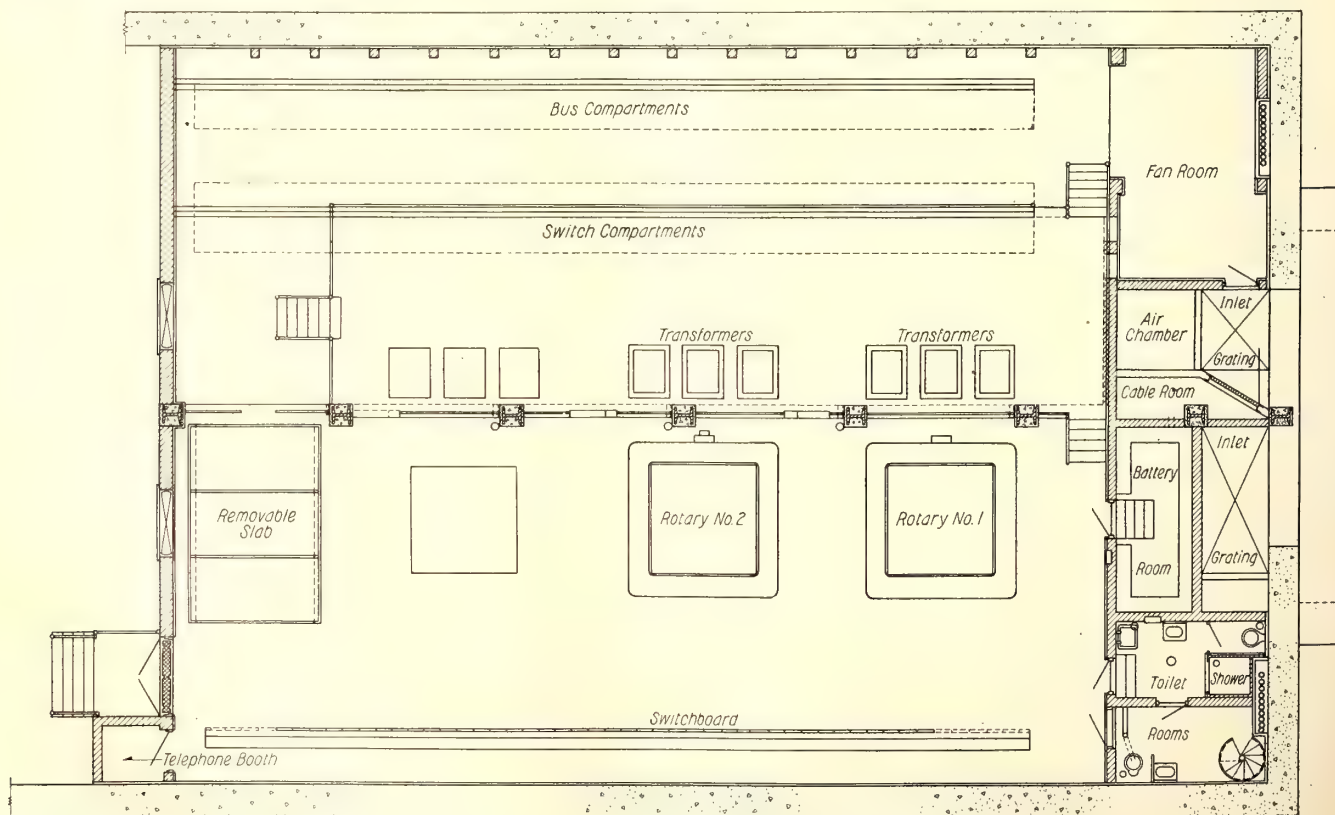 Bus Compartments
Fan Room
Switch Compartments
Transformers
Transformers
Air
Chamber
Inlet
Grating
Cable Room
Removable
Slab
Rotary No.2
Rotary No.1
Battery
Room
Inlet
Grating
Toilet
Shower
Switchboard
Rooms
Telephone Booth